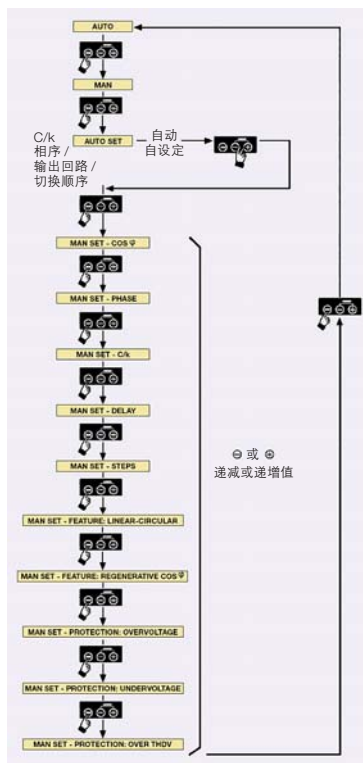 AUTO
MAN
C/k
相序 /
输出回路 /
切换顺序
AUTO SET
自动
自设定
MAN SET - COS φ
MAN SET - PHASE
MAN SET - C/k
MAN SET - DELAY
MAN SET - STEPS
MAN SET - FEATURE: LINEAR-CIRCULAR
MAN SET - FEATURE: REGENERATIVE COS φ
MAN SET - PROTECTION: OVERVOLTAGE
MAN SET - PROTECTION: UNDERVOLTAGE
MAN SET - PROTECTION: OVER THDV
⊖ 或 ⊕
递减或递增值